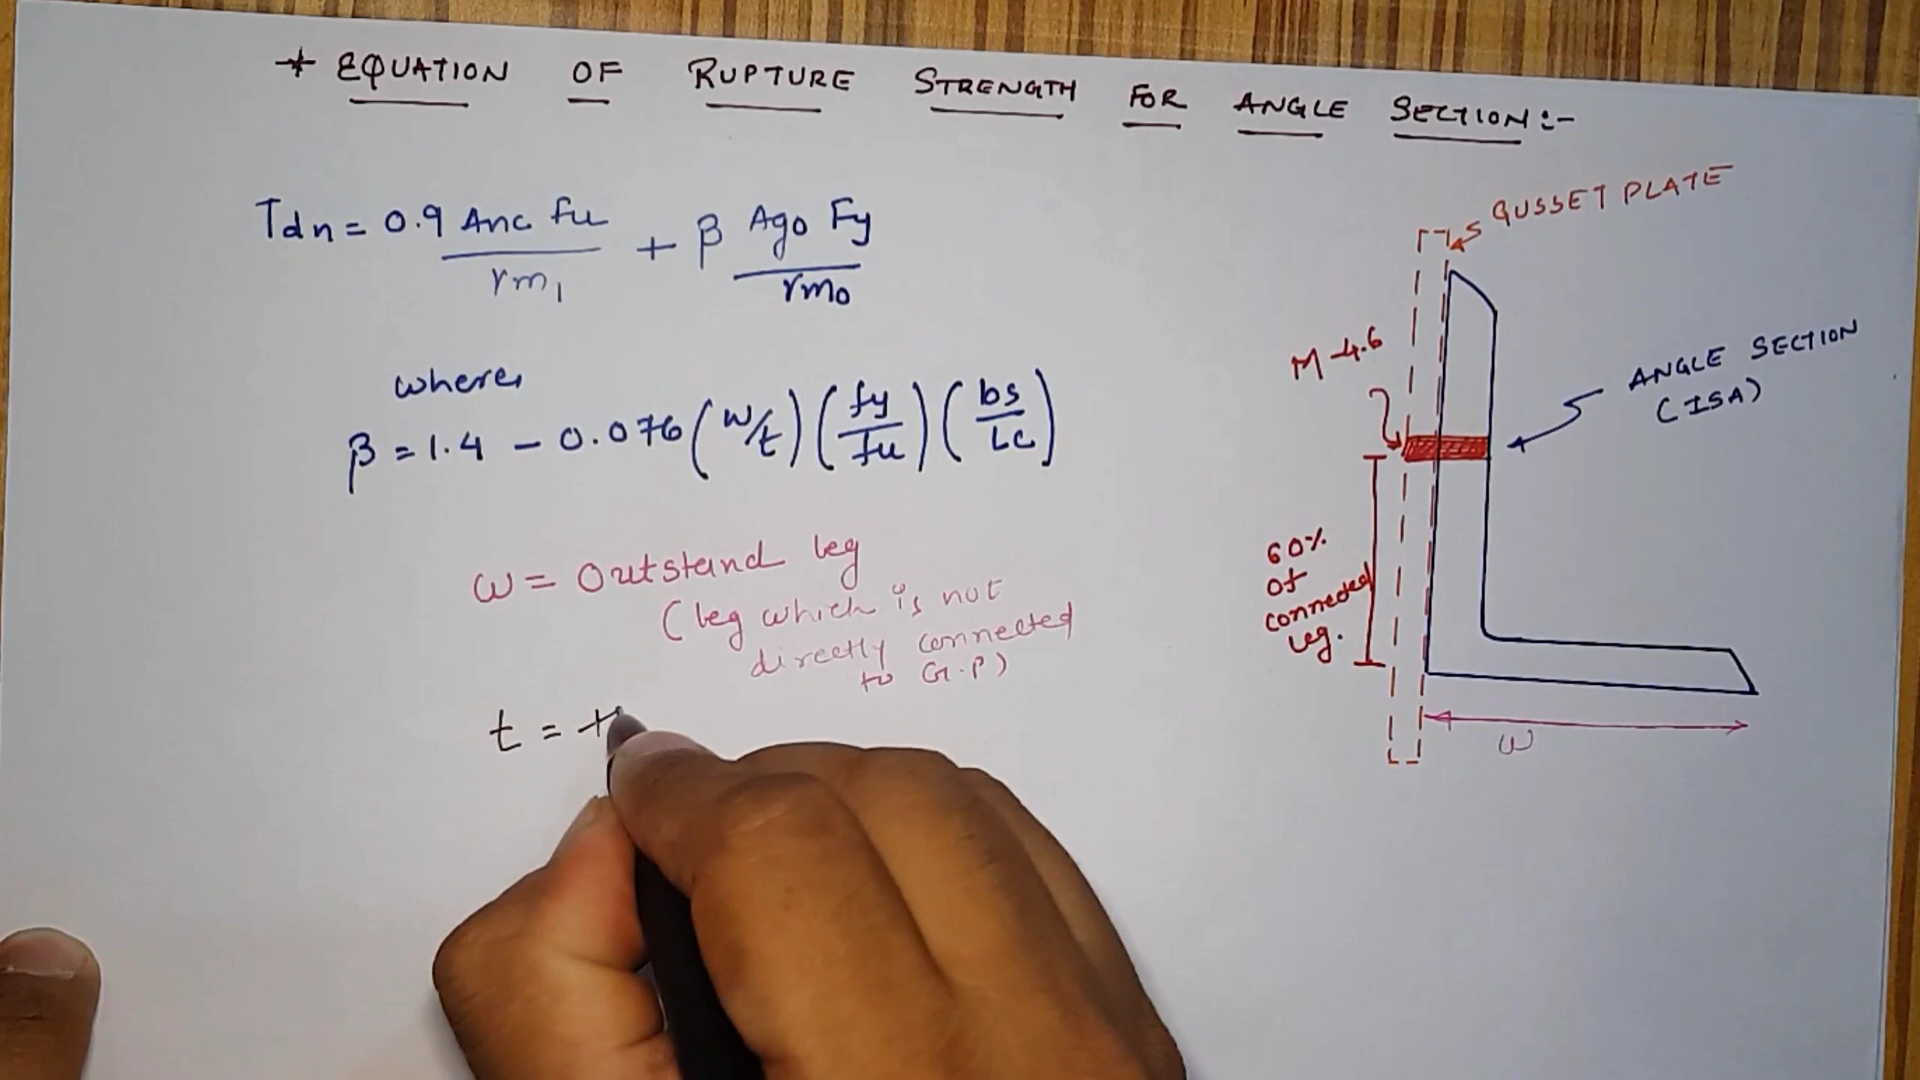 * EQUATION OF RUPTURE STRENGTH FOR ANGLE SECTION :-
Tdn = 0.9 Anc fu / γm1 + β Ago Fy / γm0
where,
β = 1.4 - 0.076 (w/t) (fy/fu) (bs/Lc)
w = Outstand leg
(leg which is not
directly connected
to G.P)
t =
GUSSET PLATE
M-4.6
ANGLE SECTION
(ISA)
60%
of
connected
leg.
w